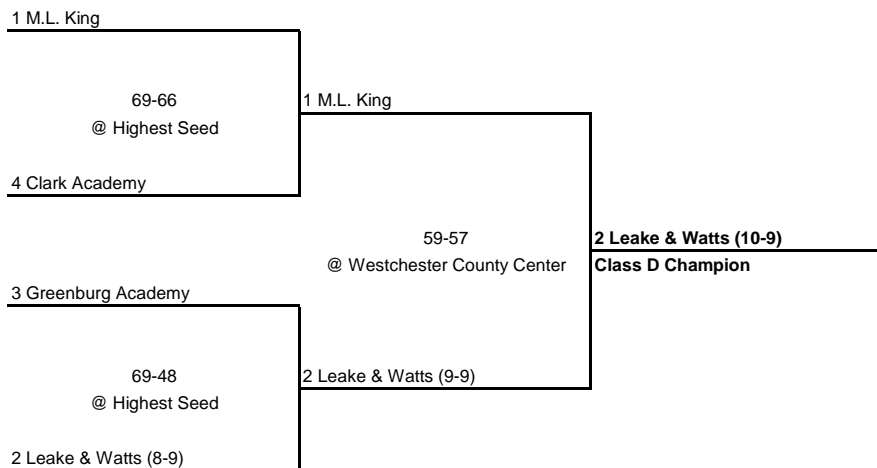 1 M.L. King
69-66
@ Highest Seed
1 M.L. King
4 Clark Academy
59-57
@ Westchester County Center
2 Leake & Watts (10-9)
Class D Champion
3 Greenburg Academy
69-48
@ Highest Seed
2 Leake & Watts (9-9)
2 Leake & Watts (8-9)